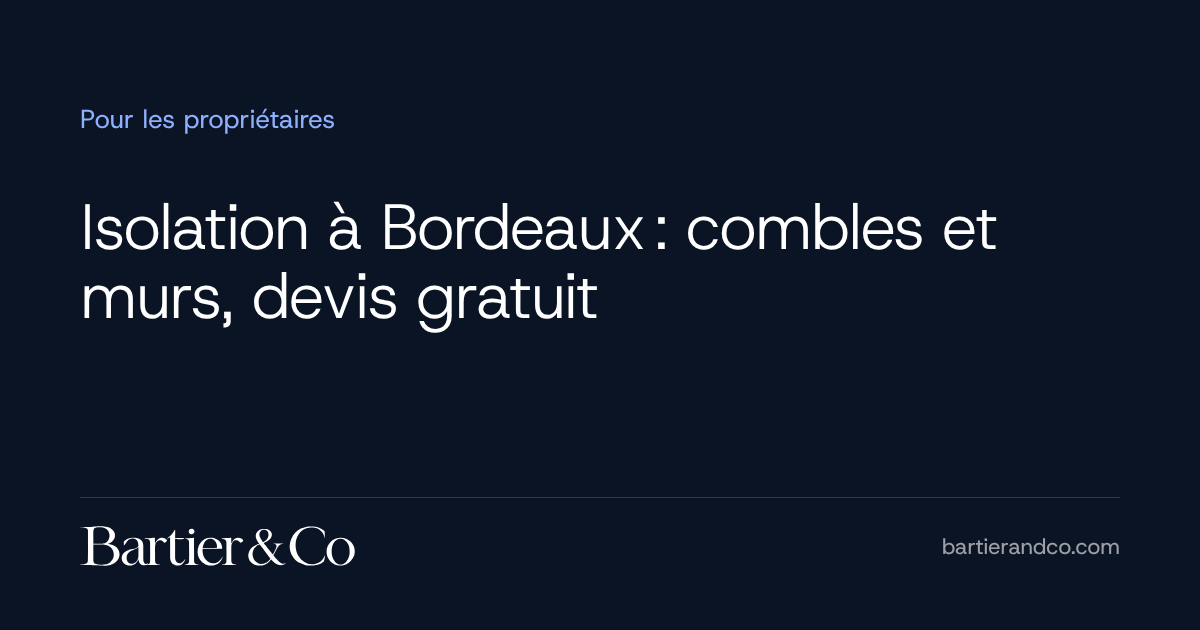 Pour les propriétaires
Isolation à Bordeaux : combles et
murs, devis gratuit
Bartier & Co
bartierandco.com